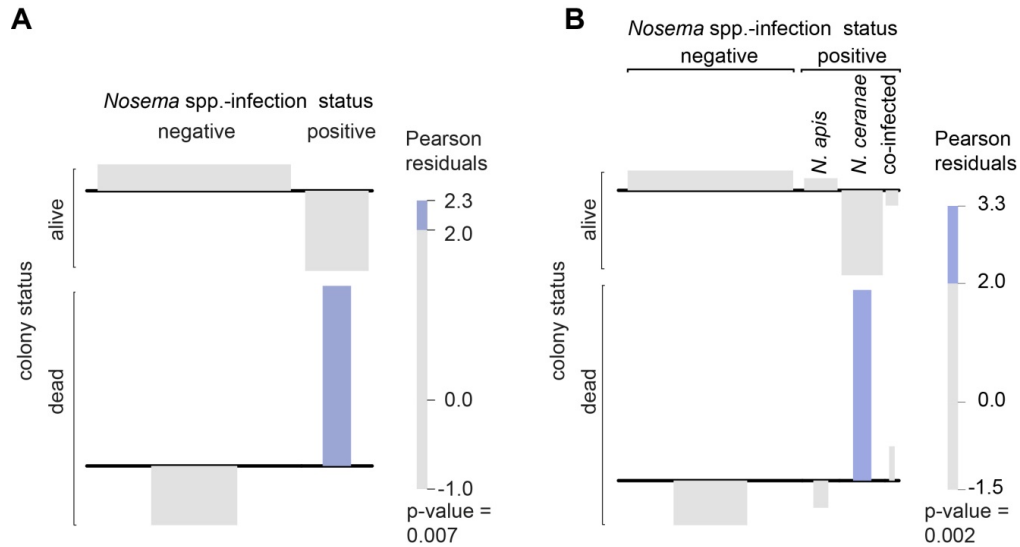 A
Nosema spp.-infection status
negative positive
Pearson
residuals
2.3
2.0
0.0
-1.0
p-value =
0.007
colony status
alive
dead
B
Nosema spp.-infection status
negative positive
N. apis
N. ceranae
co-infected
Pearson
residuals
3.3
2.0
0.0
-1.5
p-value =
0.002
colony status
alive
dead